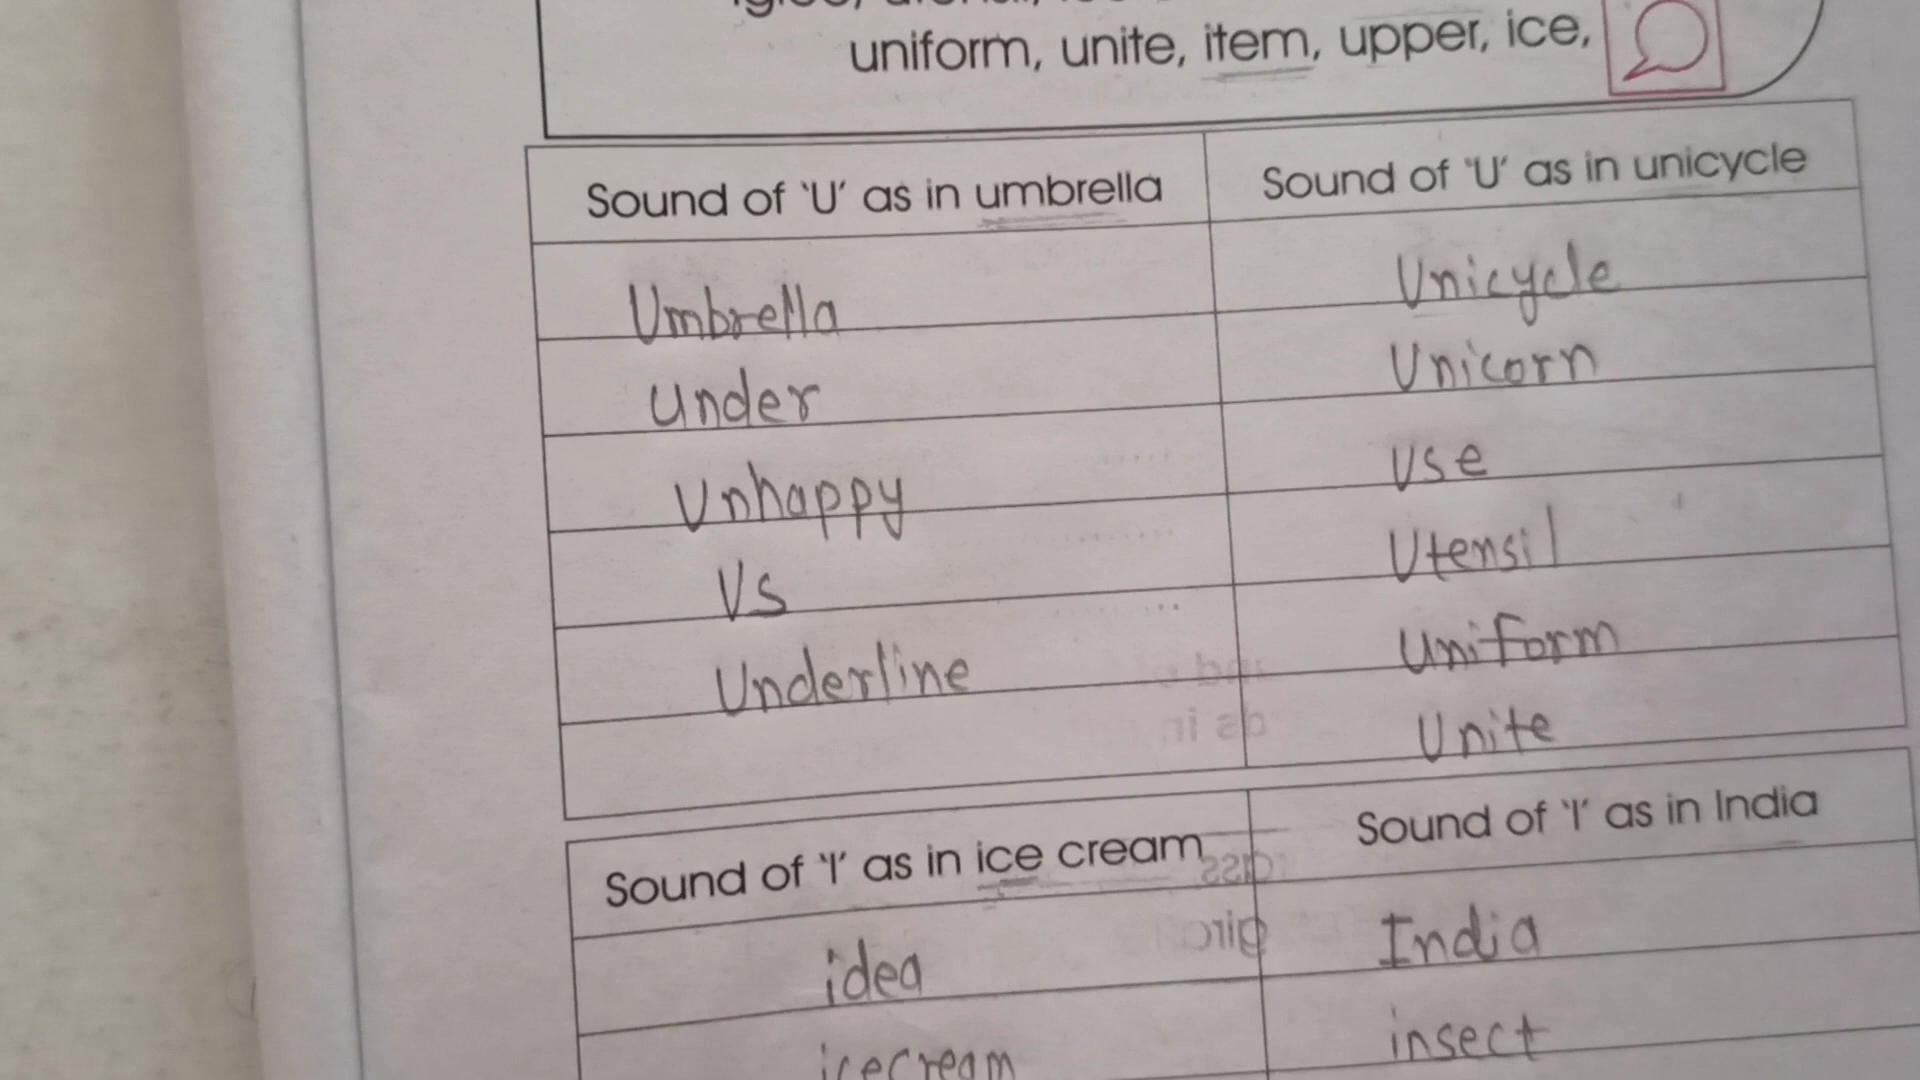 uniform, unite, item, upper, ice,
Sound of 'U' as in umbrella Sound of 'U' as in unicycle
Umbrella Unicycle
under Unicorn
Unhappy Use
Us Utensil
Underline Uniform
Unite
Sound of 'I' as in ice cream Sound of 'I' as in India
idea India
icecream insect